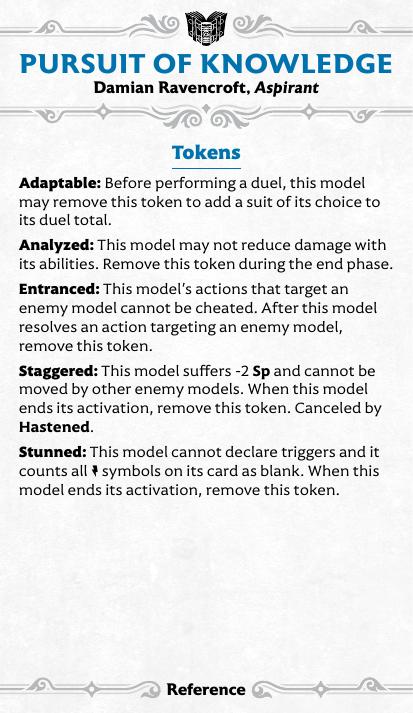 PURSUIT OF KNOWLEDGE
Damian Ravencroft, Aspirant
Tokens
Adaptable: Before performing a duel, this model
may remove this token to add a suit of its choice to
its duel total.
Analyzed: This model may not reduce damage with
its abilities. Remove this token during the end phase.
Entranced: This model's actions that target an
enemy model cannot be cheated. After this model
resolves an action targeting an enemy model,
remove this token.
Staggered: This model suffers -2 Sp and cannot be
moved by other enemy models. When this model
ends its activation, remove this token. Canceled by
Hastened.
Stunned: This model cannot declare triggers and it
counts all symbols on its card as blank. When this
model ends its activation, remove this token.
Reference